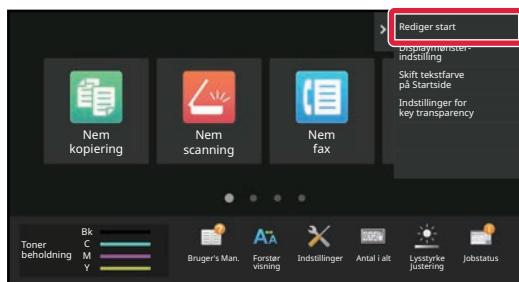 Rediger start
Displaymønster-
indstilling
Skift tekstfarve
på Startside
Indstillinger for
key transparency
Nem
kopiering
Nem
scanning
Nem
fax
Toner
beholdning
Bk
C
M
Y
Bruger's Man.
Forstør
visning
Indstillinger
Antal i alt
Lysstyrke
Justering
Jobstatus